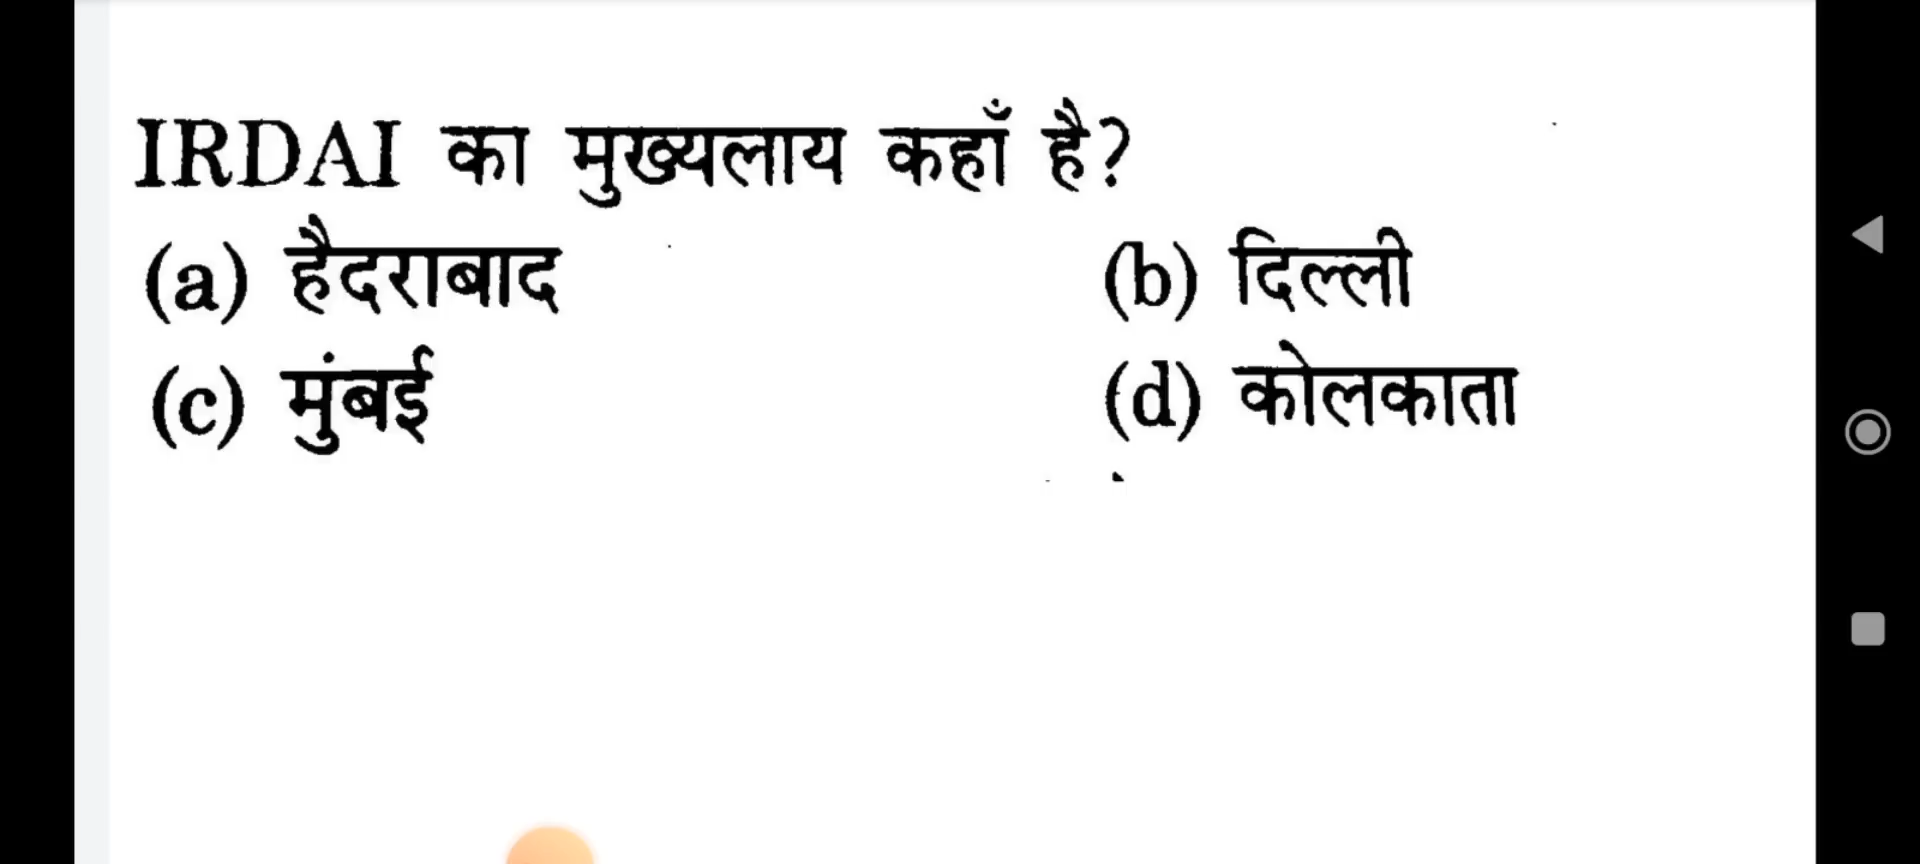 IRDAI का मुख्यलाय कहाँ है?
(a) हैदराबाद (b) दिल्ली
(c) मुंबई (d) कोलकाता